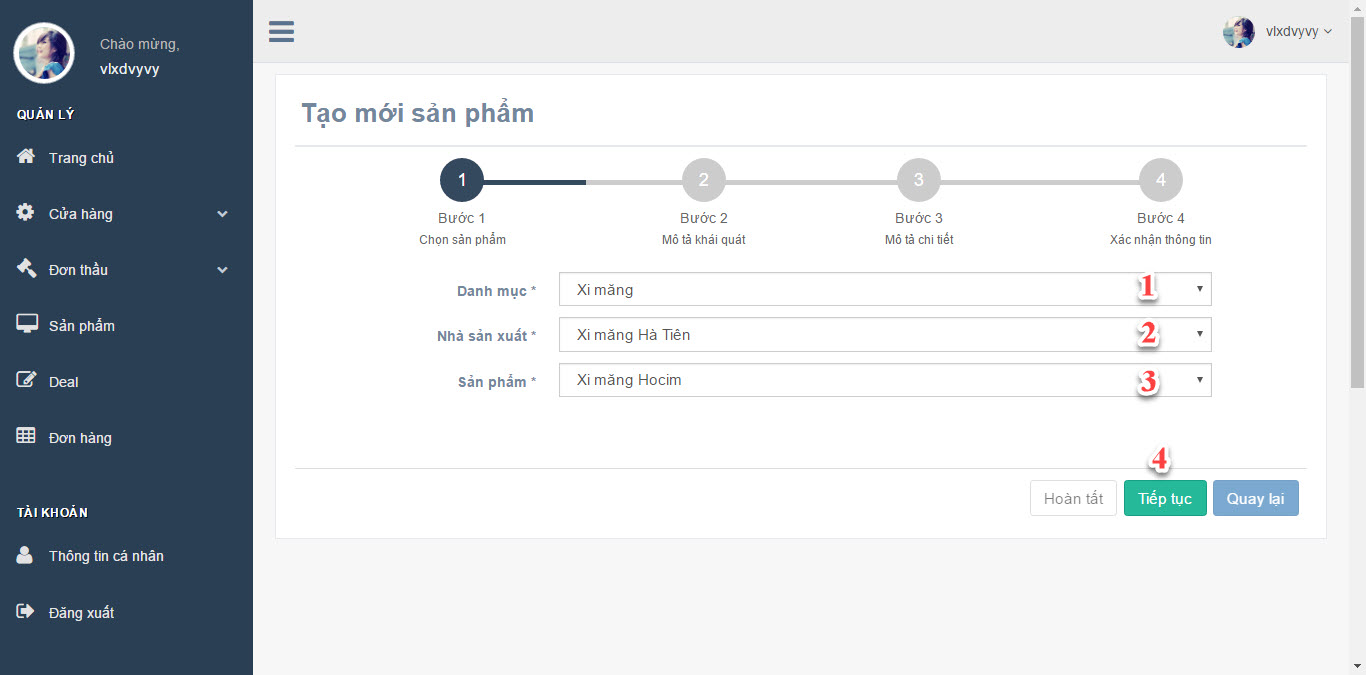 Chào mừng,
vlxdvyvy
QUẢN LÝ
Trang chủ
Cửa hàng
Đơn thầu
Sản phẩm
Deal
Đơn hàng
TÀI KHOẢN
Thông tin cá nhân
Đăng xuất
vlxdvyvy
Tạo mới sản phẩm
1 2 3 4
Bước 1 Bước 2 Bước 3 Bước 4
Chọn sản phẩm Mô tả khái quát Mô tả chi tiết Xác nhận thông tin
Danh mục * Xi măng 1
Nhà sản xuất * Xi măng Hà Tiên 2
Sản phẩm * Xi măng Hocim 3
4
Hoàn tất Tiếp tục Quay lại